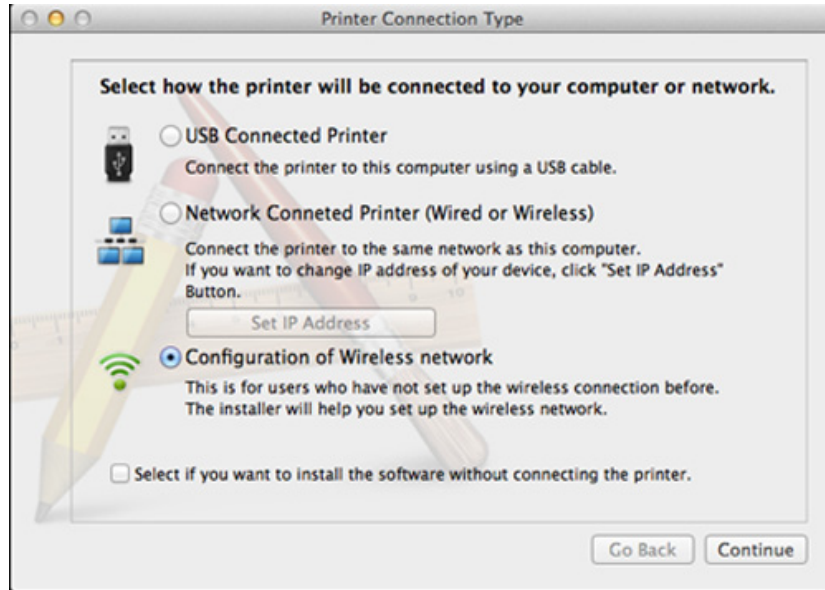 Printer Connection Type
Select how the printer will be connected to your computer or network.
USB Connected Printer
Connect the printer to this computer using a USB cable.
Network Conneted Printer (Wired or Wireless)
Connect the printer to the same network as this computer.
If you want to change IP address of your device, click "Set IP Address"
Button.
Set IP Address
Configuration of Wireless network
This is for users who have not set up the wireless connection before.
The installer will help you set up the wireless network.
Select if you want to install the software without connecting the printer.
Go Back Continue